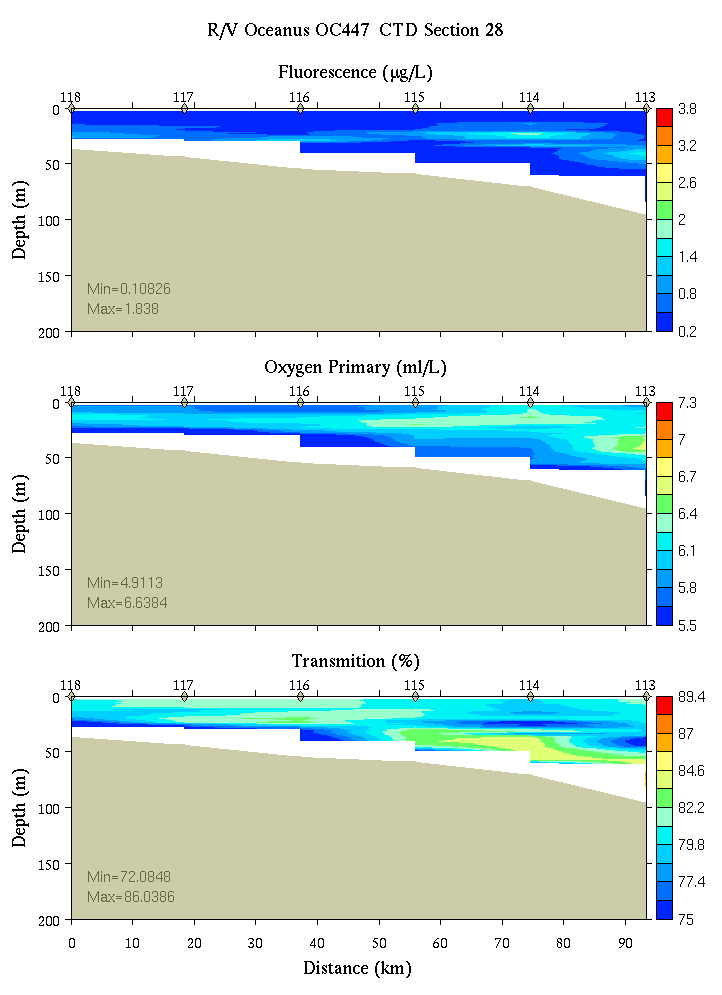 R/V Oceanus OC447 CTD Section 28
Fluorescence (µg/L)
118 117 116 115 114 113
0
50
100
150
200
Depth (m)
Min=0.10826
Max=1.838
3.8
3.2
2.6
2
1.4
0.8
0.2
Oxygen Primary (ml/L)
118 117 116 115 114 113
0
50
100
150
200
Depth (m)
Min=4.9113
Max=6.6384
7.3
7
6.7
6.4
6.1
5.8
5.5
Transmition (%)
118 117 116 115 114 113
0
50
100
150
200
Depth (m)
Min=72.0848
Max=86.0386
89.4
87
84.6
82.2
79.8
77.4
75
0 10 20 30 40 50 60 70 80 90
Distance (km)